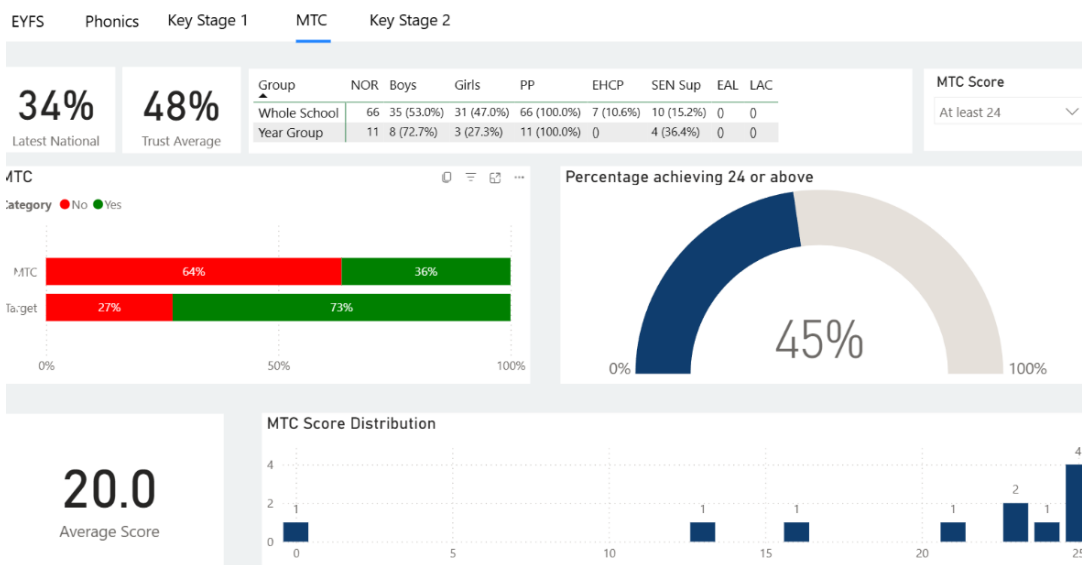 EYFS Phonics Key Stage 1 MTC Key Stage 2
34%
Latest National
48%
Trust Average
Group NOR Boys Girls PP EHCP SEN Sup EAL LAC
Whole School 66 35 (53.0%) 31 (47.0%) 66 (100.0%) 7 (10.6%) 10 (15.2%) 0 0
Year Group 11 8 (72.7%) 3 (27.3%) 11 (100.0%) 0 4 (36.4%) 0 0
MTC Score
At least 24
MTC
Category No Yes
MTC 64% 36%
Target 27% 73%
0% 50% 100%
Percentage achieving 24 or above
45%
0% 100%
20.0
Average Score
MTC Score Distribution
4
2
0
1 1 1 1 2 1 4
0 5 10 15 20 25